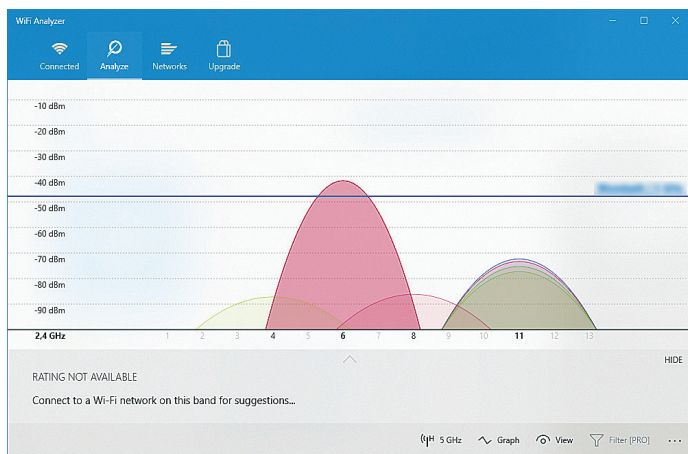 WiFi Analyzer
Connected Analyze Networks Upgrade
-10 dBm
-20 dBm
-30 dBm
-40 dBm
-50 dBm
-60 dBm
-70 dBm
-80 dBm
-90 dBm
2,4 GHz 1 2 3 4 5 6 7 8 9 10 11 12 13
HIDE
RATING NOT AVAILABLE
Connect to a Wi-Fi network on this band for suggestions...
5 GHz Graph View Filter [PRO] ...